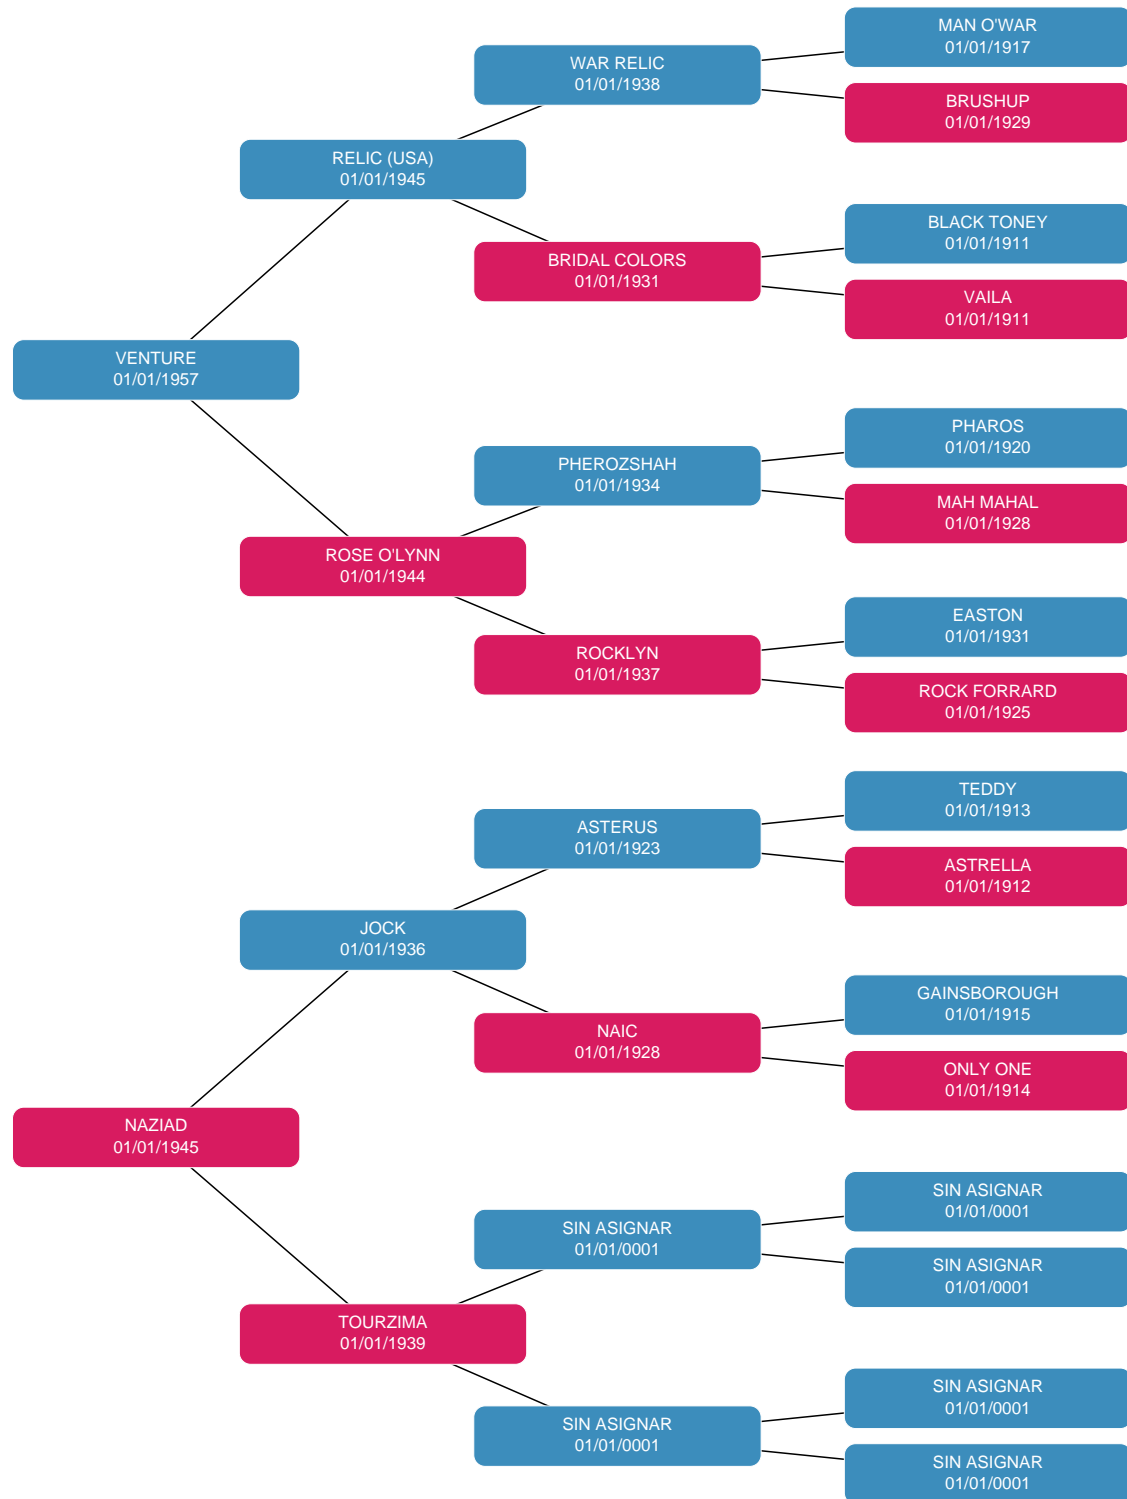 MAN O'WAR
01/01/1917
WAR RELIC
01/01/1938
BRUSHUP
01/01/1929
RELIC (USA)
01/01/1945
BLACK TONEY
01/01/1911
BRIDAL COLORS
01/01/1931
VAILA
01/01/1911
VENTURE
01/01/1957
PHAROS
01/01/1920
PHEROZSHAH
01/01/1934
MAH MAHAL
01/01/1928
ROSE O'LYNN
01/01/1944
EASTON
01/01/1931
ROCKLYN
01/01/1937
ROCK FORRARD
01/01/1925
TEDDY
01/01/1913
ASTERUS
01/01/1923
ASTRELLA
01/01/1912
JOCK
01/01/1936
GAINSBOROUGH
01/01/1915
NAIC
01/01/1928
ONLY ONE
01/01/1914
NAZIAD
01/01/1945
SIN ASIGNAR
01/01/0001
SIN ASIGNAR
01/01/0001
SIN ASIGNAR
01/01/0001
TOURZIMA
01/01/1939
SIN ASIGNAR
01/01/0001
SIN ASIGNAR
01/01/0001
SIN ASIGNAR
01/01/0001